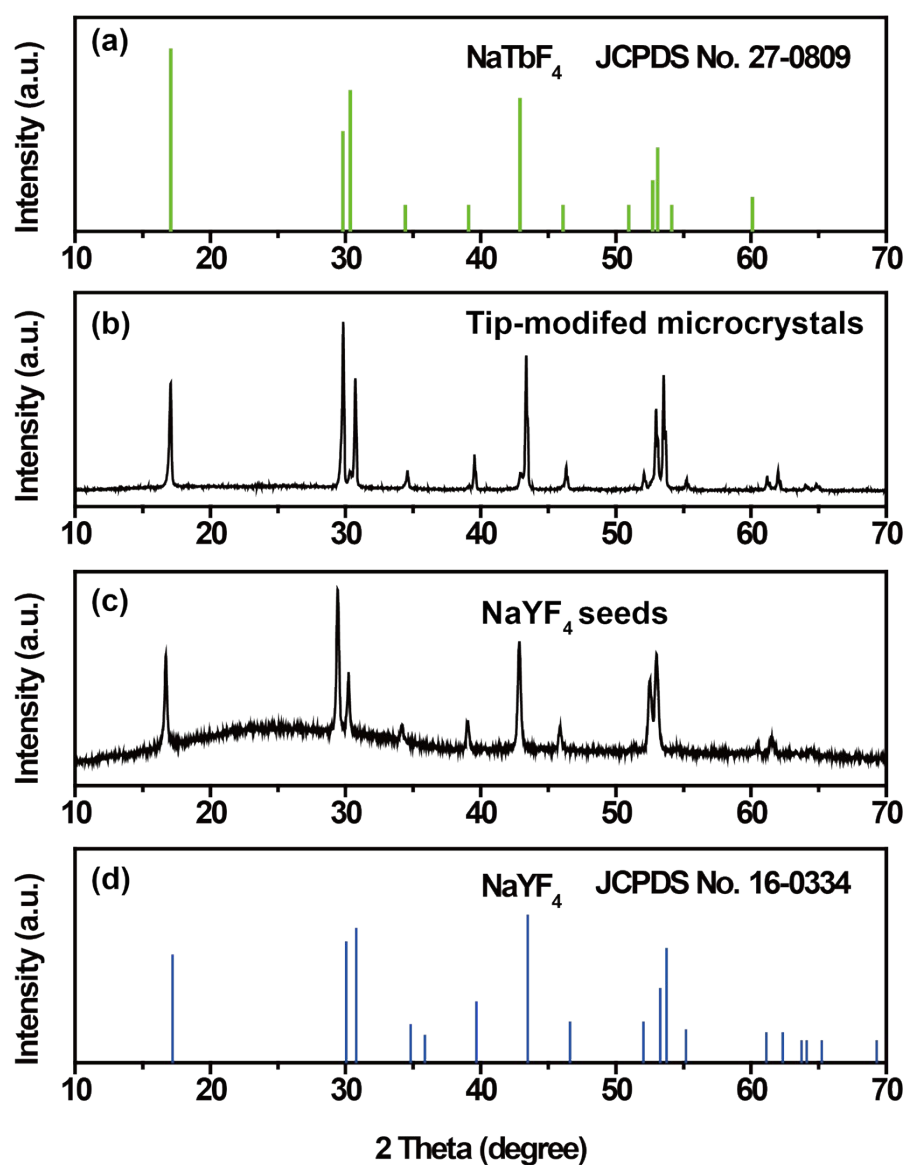 (a)
NaTbF4 JCPDS No. 27-0809
Intensity (a.u.)
10 20 30 40 50 60 70
(b)
Tip-modifed microcrystals
Intensity (a.u.)
10 20 30 40 50 60 70
(c)
NaYF4 seeds
Intensity (a.u.)
10 20 30 40 50 60 70
(d)
NaYF4 JCPDS No. 16-0334
Intensity (a.u.)
10 20 30 40 50 60 70
2 Theta (degree)